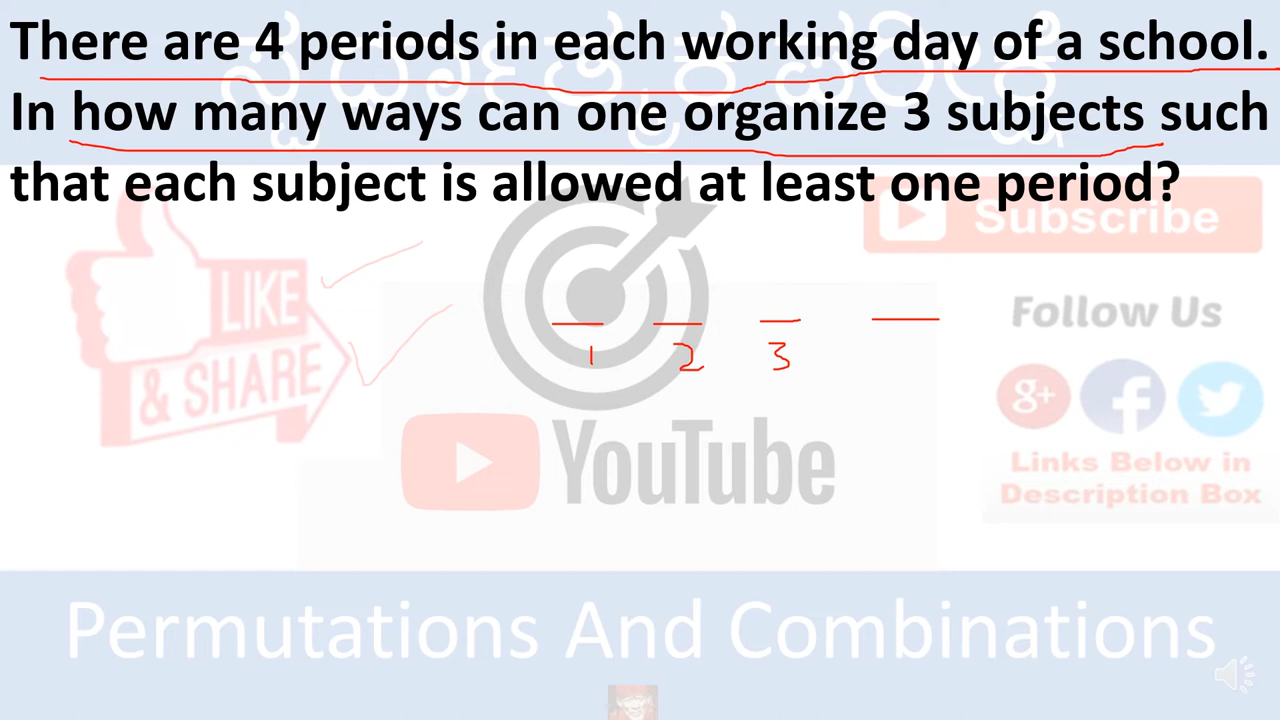 There are 4 periods in each working day of a school.
In how many ways can one organize 3 subjects such
that each subject is allowed at least one period?
Subscribe
LIKE
& SHARE
Follow Us
1 2 3
g+ f
YouTube
Links Below in
Description Box
Permutations And Combinations